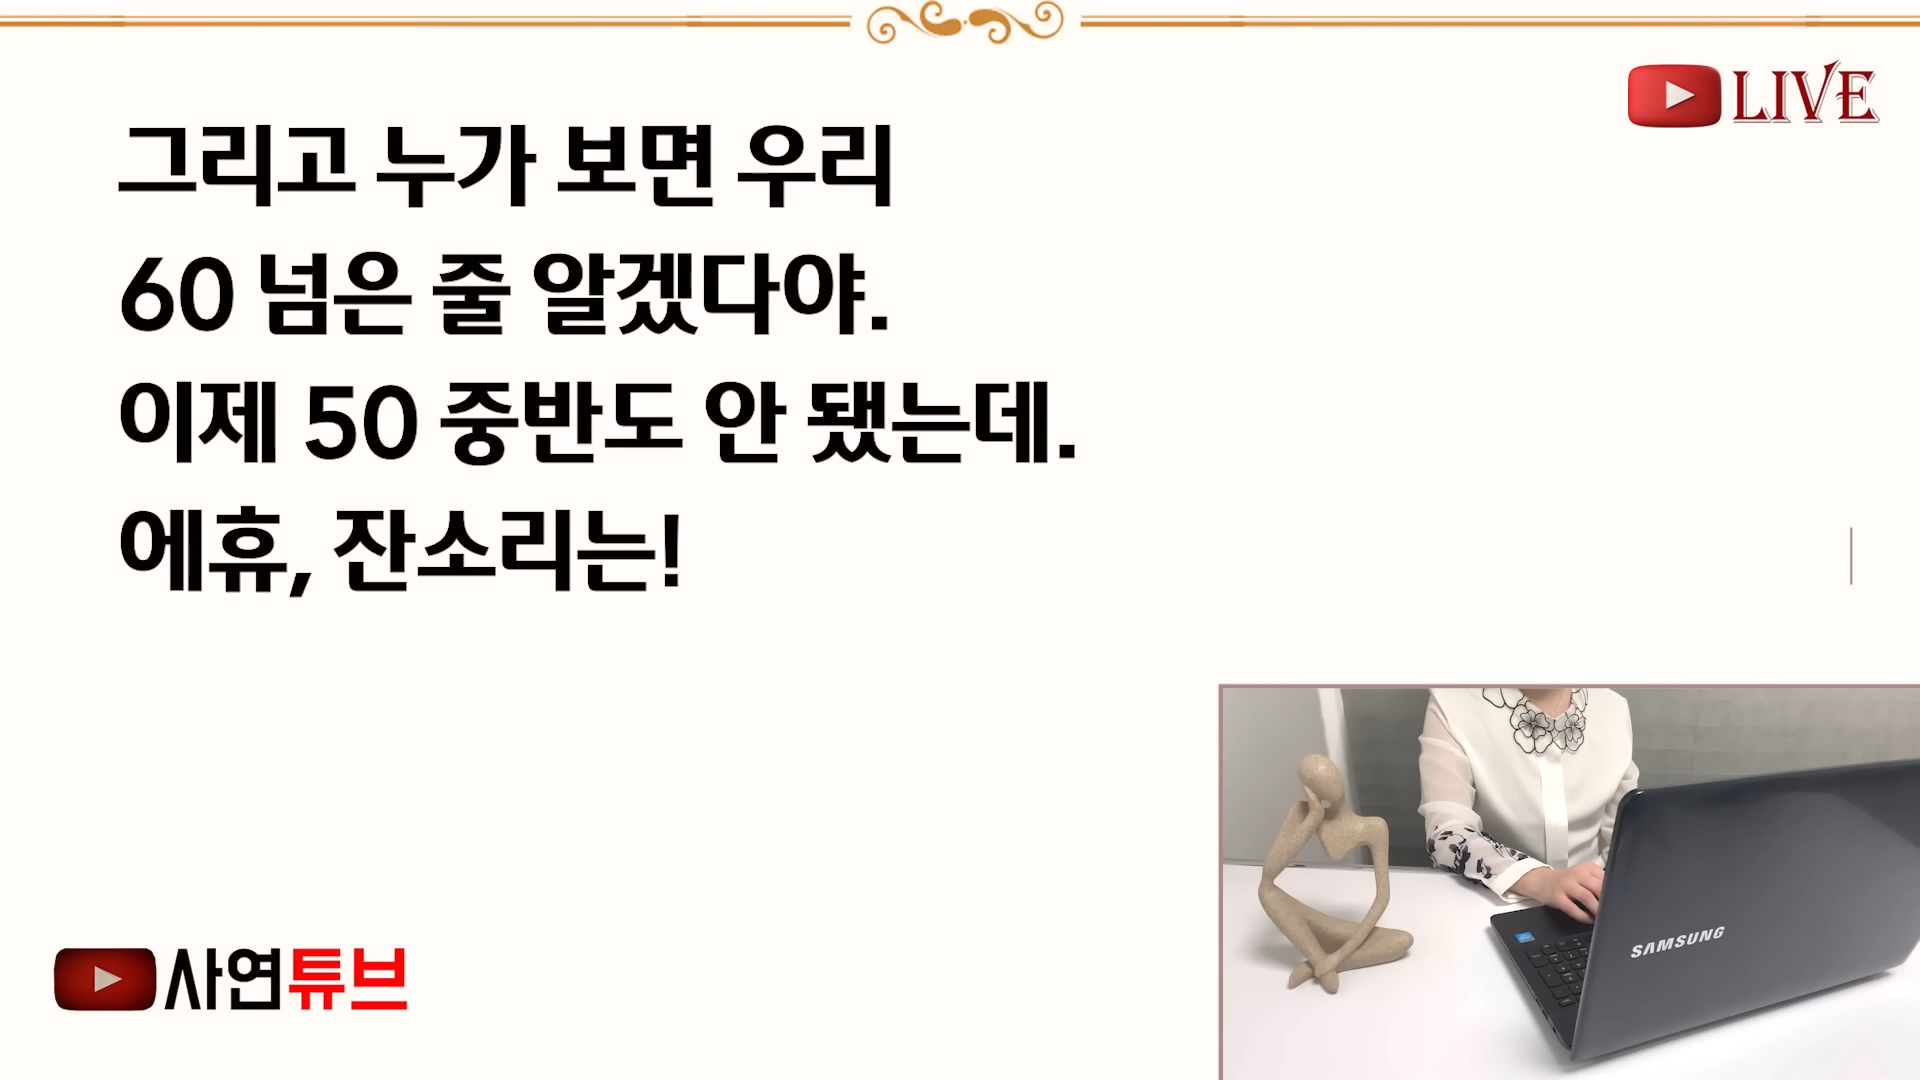 LIVE
그리고 누가 보면 우리
60 넘은 줄 알겠다야.
이제 50 중반도 안 됐는데.
에휴, 잔소리는!
사연튜브
SAMSUNG